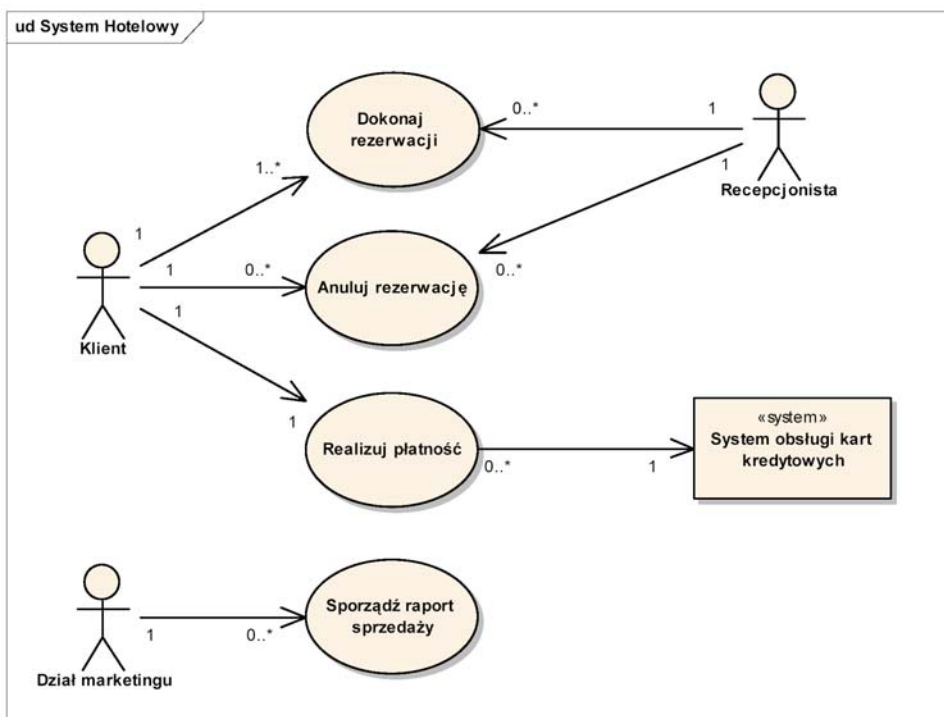 ud System Hotelowy
Dokonaj
rezerwacji
0..*
1
Recepcjonista
1
1..*
1
0..*
1
0..*
Anuluj rezerwację
1
Klient
1
Realizuj płatność
0..*
1
«system»
System obsługi kart
kredytowych
Dział marketingu
1
0..*
Sporządź raport
sprzedaży